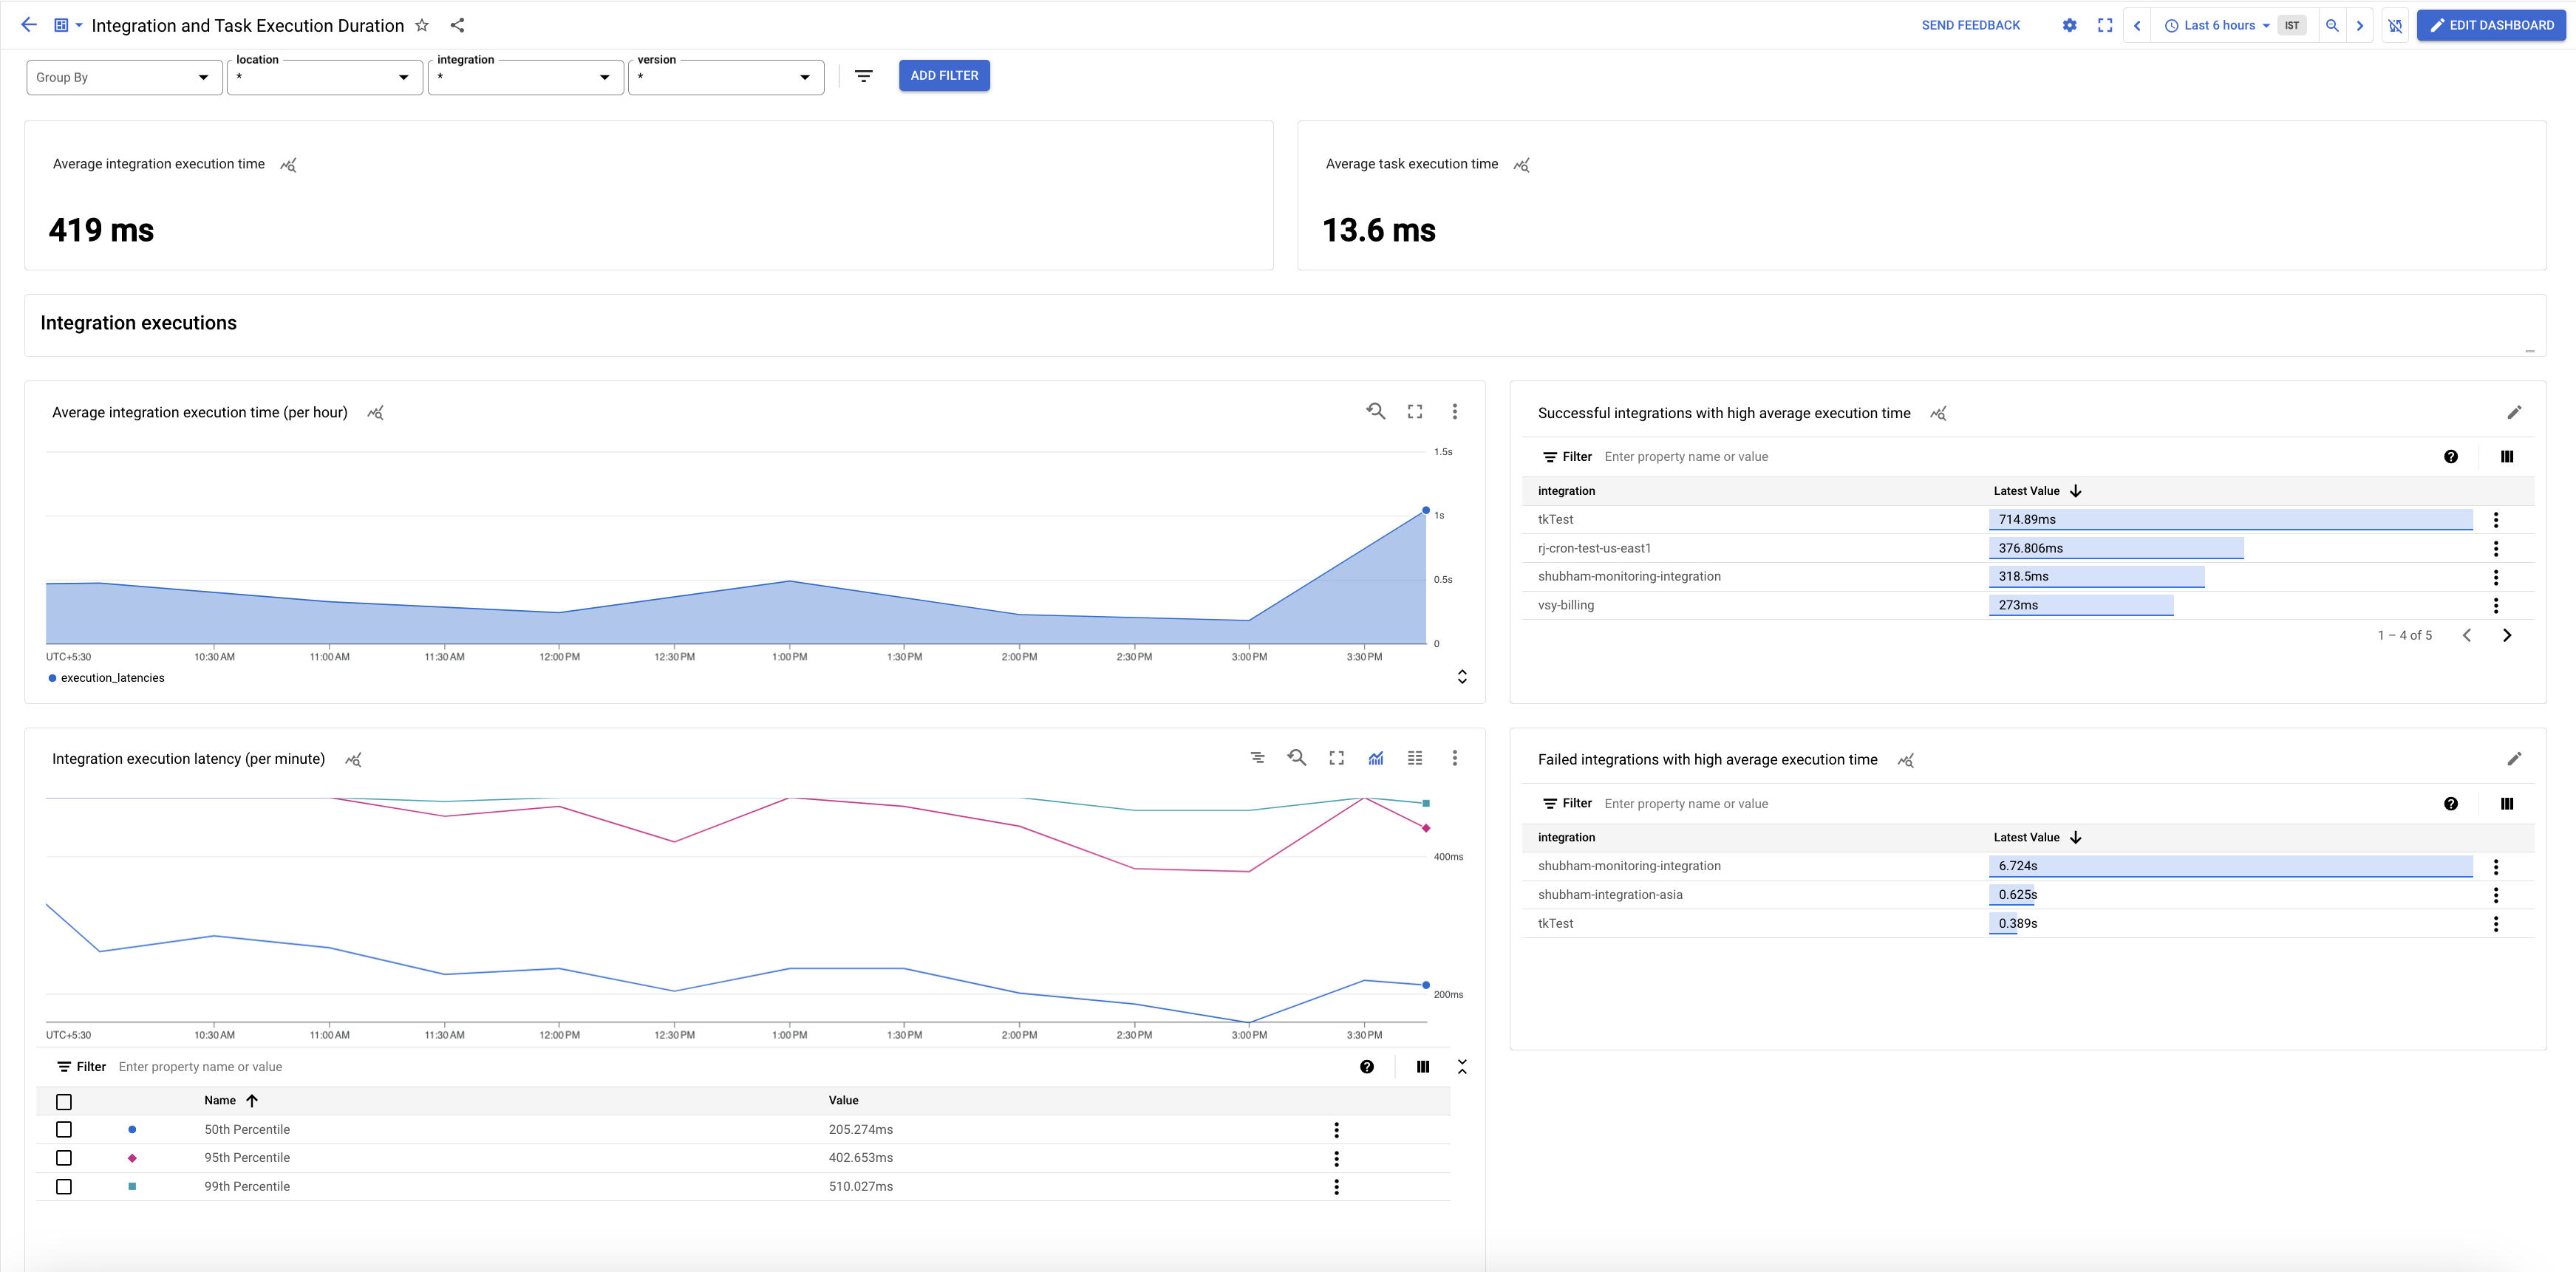 Integration and Task Execution Duration
SEND FEEDBACK
Last 6 hours
IST
EDIT DASHBOARD
Group By
location
*
integration
*
version
*
ADD FILTER
Average integration execution time
419 ms
Average task execution time
13.6 ms
Integration executions
Average integration execution time (per hour)
1.5s
1s
0.5s
0
UTC+5:30 10:30 AM 11:00 AM 11:30 AM 12:00 PM 12:30 PM 1:00 PM 1:30 PM 2:00 PM 2:30 PM 3:00 PM 3:30 PM
execution_latencies
Successful integrations with high average execution time
Filter Enter property name or value
integration Latest Value
tkTest 714.89ms
rj-cron-test-us-east1 376.806ms
shubham-monitoring-integration 318.5ms
vsy-billing 273ms
1 – 4 of 5
Integration execution latency (per minute)
400ms
200ms
UTC+5:30 10:30 AM 11:00 AM 11:30 AM 12:00 PM 12:30 PM 1:00 PM 1:30 PM 2:00 PM 2:30 PM 3:00 PM 3:30 PM
Filter Enter property name or value
Name Value
50th Percentile 205.274ms
95th Percentile 402.653ms
99th Percentile 510.027ms
Failed integrations with high average execution time
Filter Enter property name or value
integration Latest Value
shubham-monitoring-integration 6.724s
shubham-integration-asia 0.625s
tkTest 0.389s